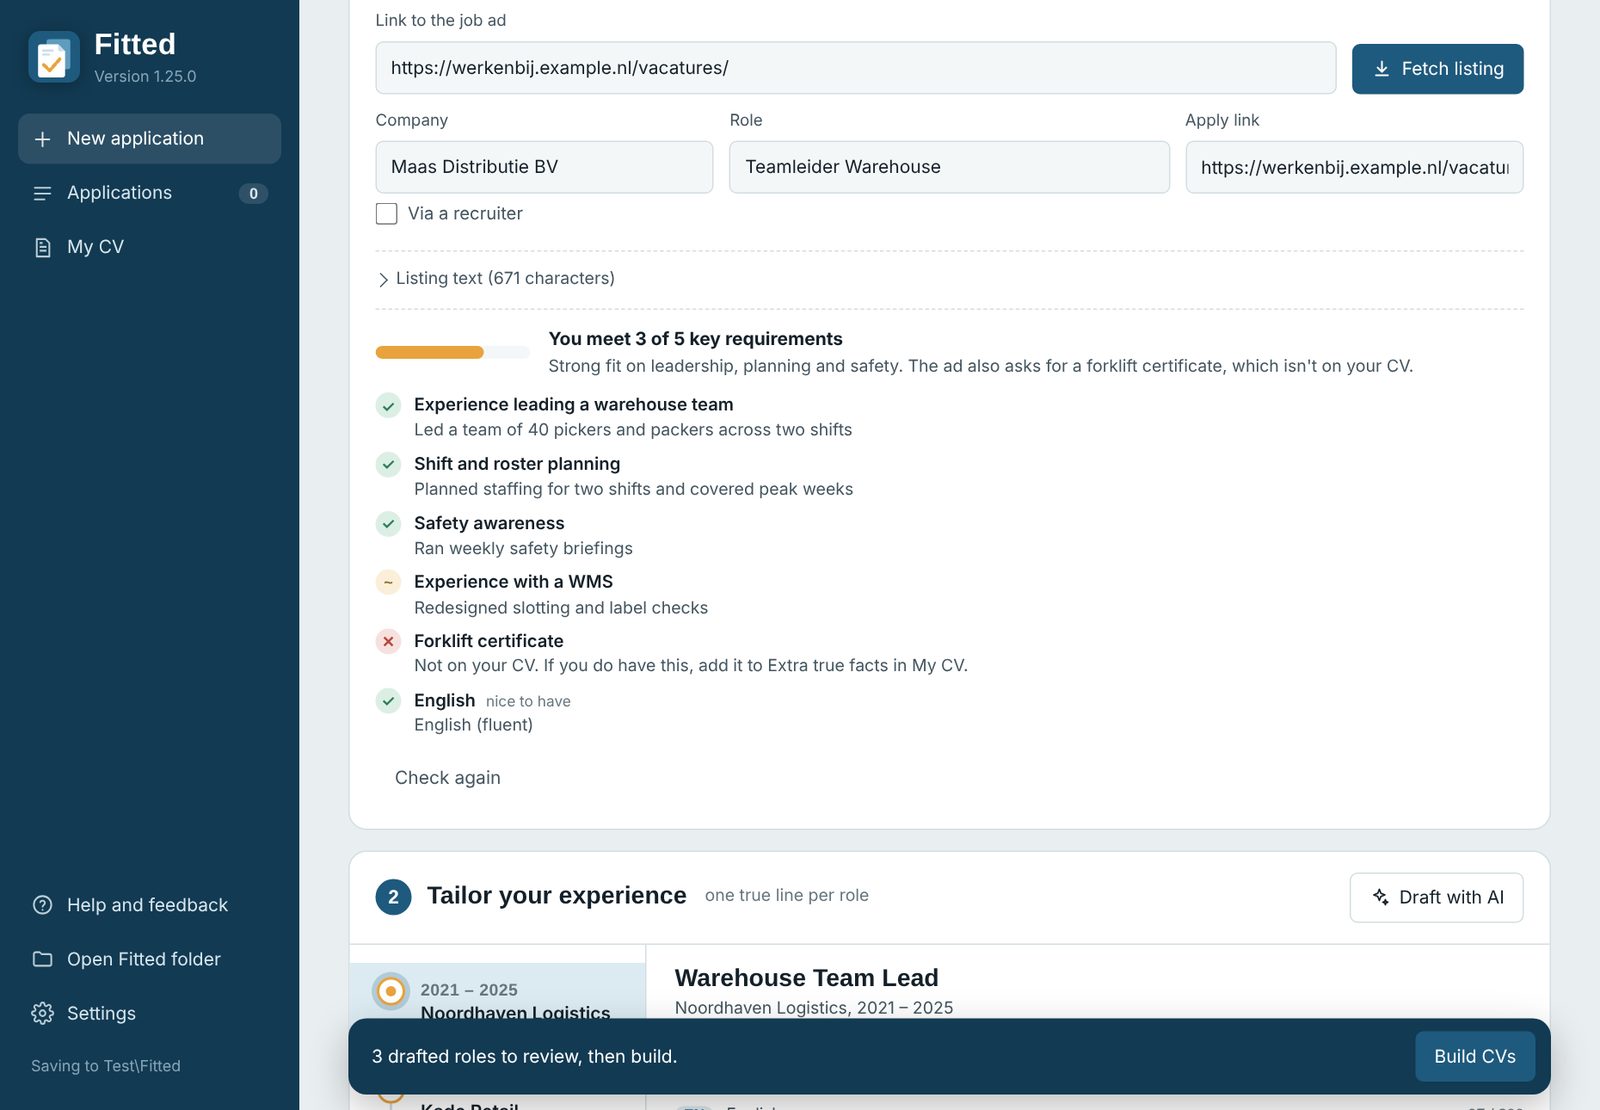 Fitted
Version 1.25.0
New application
Applications 0
My CV
Help and feedback
Open Fitted folder
Settings
Saving to Test\Fitted
Link to the job ad
https://werkenbij.example.nl/vacatures/
Fetch listing
Company
Role
Apply link
Maas Distributie BV
Teamleider Warehouse
https://werkenbij.example.nl/vacatur
Via a recruiter
Listing text (671 characters)
You meet 3 of 5 key requirements
Strong fit on leadership, planning and safety. The ad also asks for a forklift certificate, which isn't on your CV.
Experience leading a warehouse team
Led a team of 40 pickers and packers across two shifts
Shift and roster planning
Planned staffing for two shifts and covered peak weeks
Safety awareness
Ran weekly safety briefings
~ Experience with a WMS
Redesigned slotting and label checks
Forklift certificate
Not on your CV. If you do have this, add it to Extra true facts in My CV.
English nice to have
English (fluent)
Check again
2 Tailor your experience one true line per role
Draft with AI
2021 – 2025
Noordhaven Logistics
Warehouse Team Lead
Noordhaven Logistics, 2021 – 2025
3 drafted roles to review, then build.
Build CVs